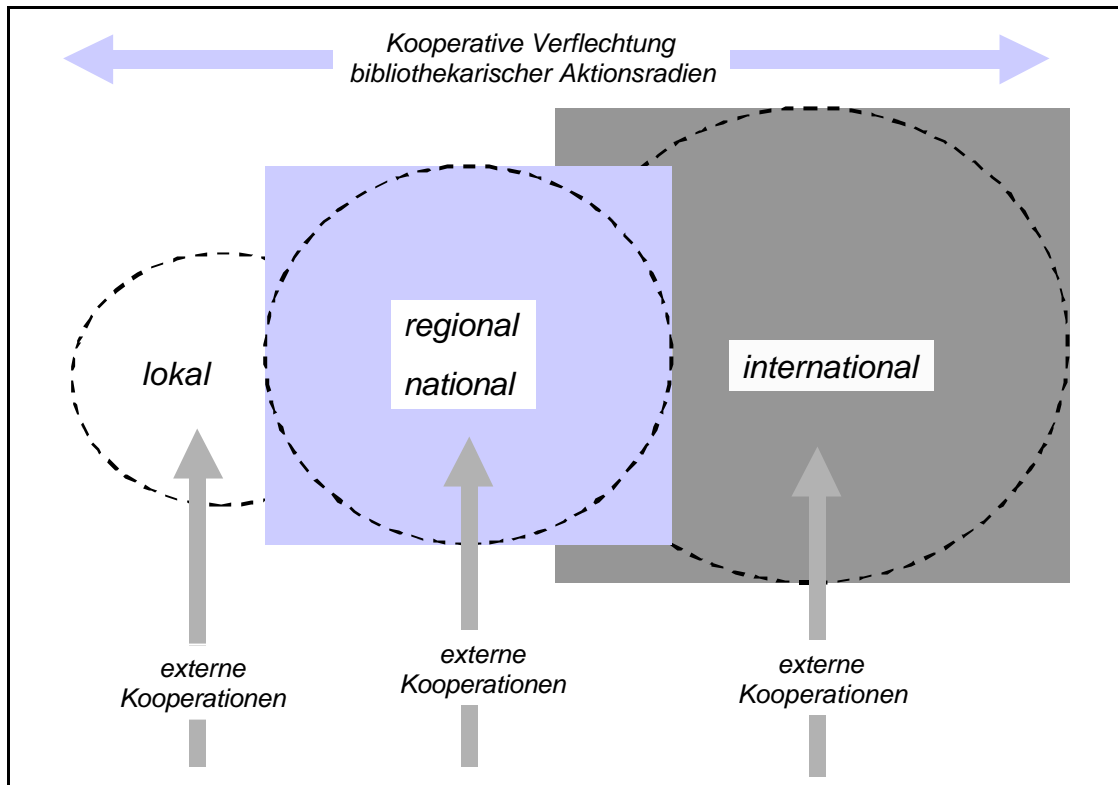 Kooperative Verflechtung
bibliothekarischer Aktionsradien
lokal
regional
national
international
externe
Kooperationen
externe
Kooperationen
externe
Kooperationen